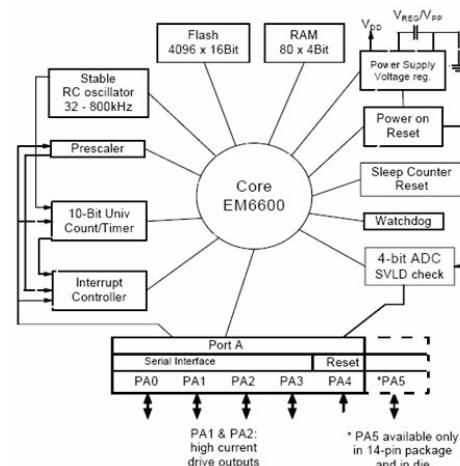 Flash
4096 x 16Bit
RAM
80 x 4Bit
VDD
VREG/VPP
Power Supply
Voltage reg.
Stable
RC oscillator
32 - 800kHz
Power on
Reset
Prescaler
Core
EM6600
Sleep Counter
Reset
10-Bit Univ
Count/Timer
Watchdog
4-bit ADC
SVLD check
Interrupt
Controller
Port A
Serial Interface
Reset
PA0 PA1 PA2 PA3 PA4 *PA5
PA1 & PA2:
high current
drive outputs
* PA5 available only
in 14-pin package
and in die